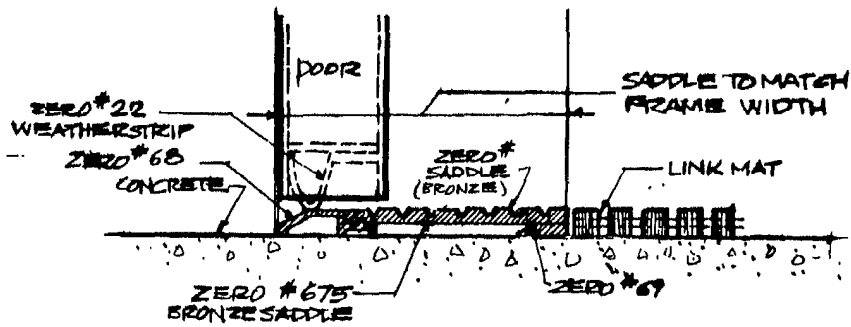 DOOR
SADDLE TO MATCH
FRAME WIDTH
ZERO #22
WEATHERSTRIP
ZERO #68
CONCRETE
ZERO #
SADDLE
(BRONZE)
LINK MAT
ZERO #675
BRONZE SADDLE
ZERO #69